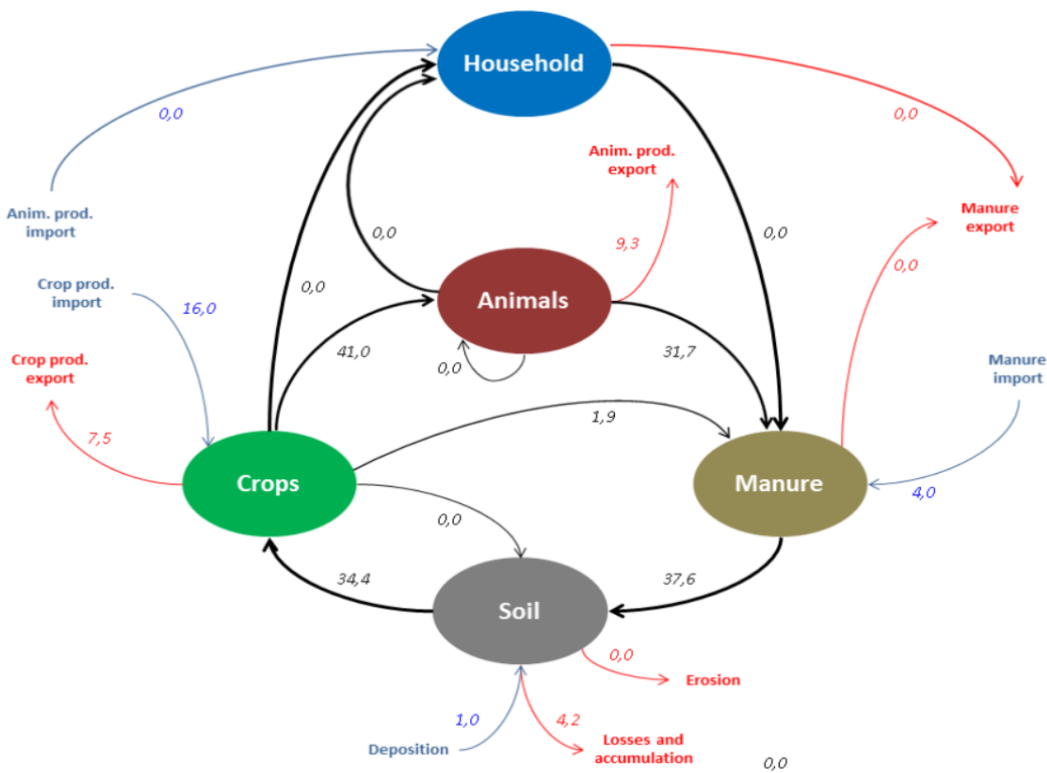 Household
0,0
0,0
Anim. prod.
export
Anim. prod.
import
Manure
export
0,0
0,0
9,3
0,0
Crop prod.
import
0,0
Animals
16,0
Crop prod.
export
41,0
0,0
31,7
Manure
import
7,5
1,9
Crops
Manure
4,0
0,0
34,4
37,6
Soil
0,0
Erosion
1,0
4,2
Deposition
Losses and
accumulation
0,0